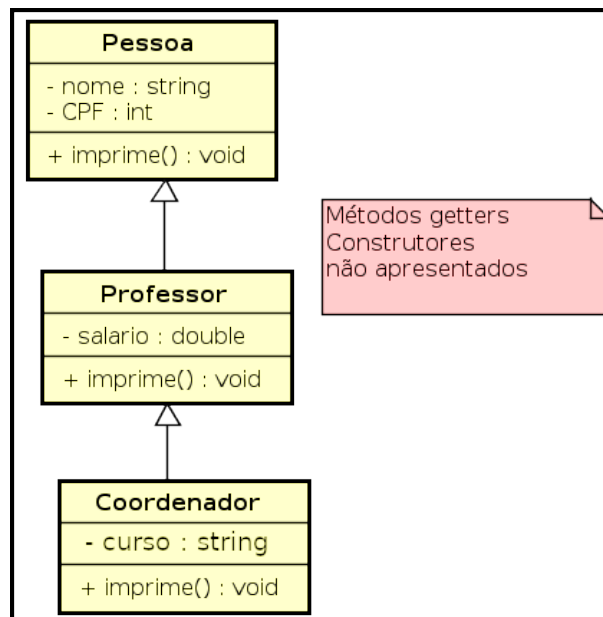 Pessoa
- nome : string
- CPF : int
+ imprime() : void
Métodos getters
Construtores
não apresentados
Professor
- salario : double
+ imprime() : void
Coordenador
- curso : string
+ imprime() : void